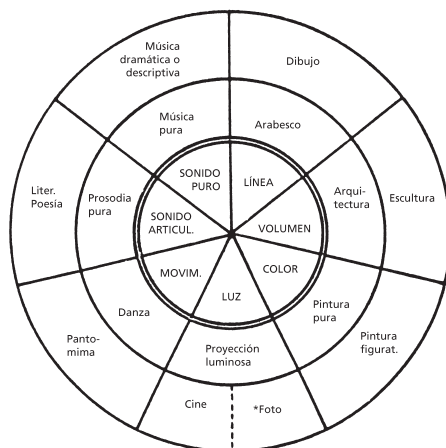 Música
dramática o
descriptiva
Dibujo
Música
pura
Arabesco
SONIDO
PURO
LÍNEA
Liter.
Poesía
Prosodia
pura
SONIDO
ARTICUL.
VOLUMEN
Arqui-
tectura
Escultura
MOVIM.
COLOR
LUZ
Danza
Pintura
pura
Panto-
mima
Proyección
luminosa
Pintura
figurat.
Cine
*Foto